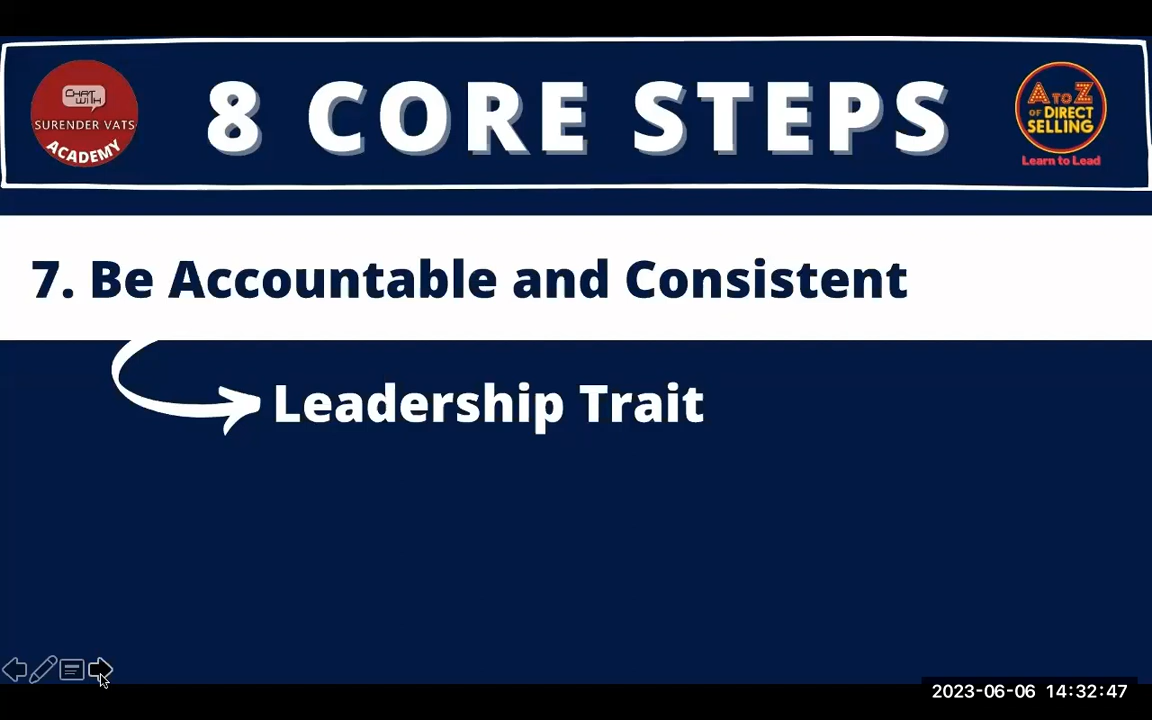 CHAT WITH
SURENDER VATS
ACADEMY
8 CORE STEPS
A TO Z
OF DIRECT
SELLING
Learn to Lead
7. Be Accountable and Consistent
Leadership Trait
2023-06-06 14:32:47